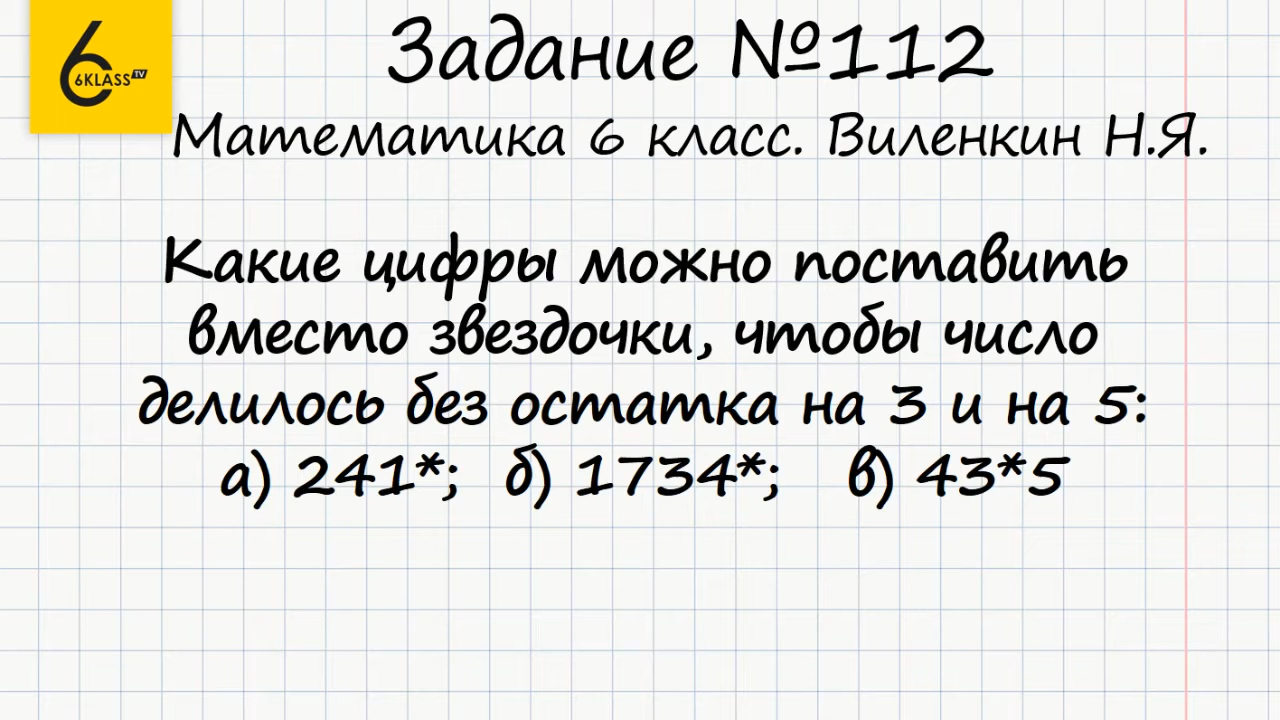 6
6KLASS TV
Задание №112
Математика 6 класс. Виленкин Н.Я.
Какие цифры можно поставить
вместо звездочки, чтобы число
делилось без остатка на 3 и на 5:
а) 241*; б) 1734*; в) 43*5